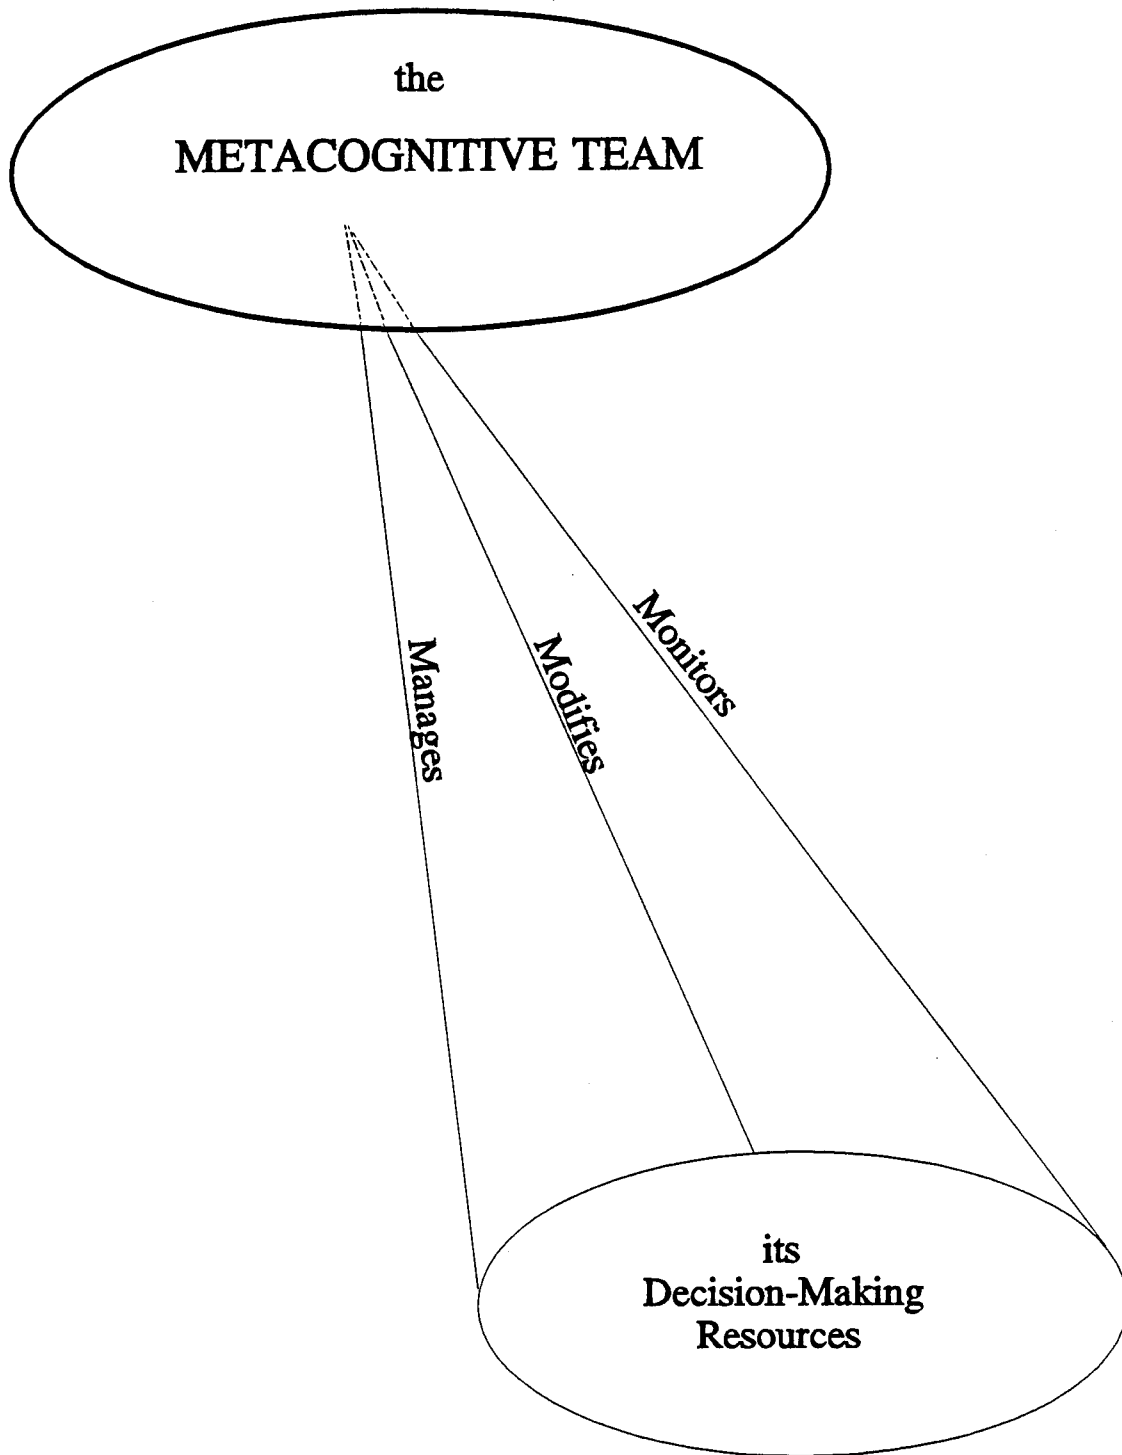 the
METACOGNITIVE TEAM
Manages
Modifies
Monitors
its
Decision-Making
Resources